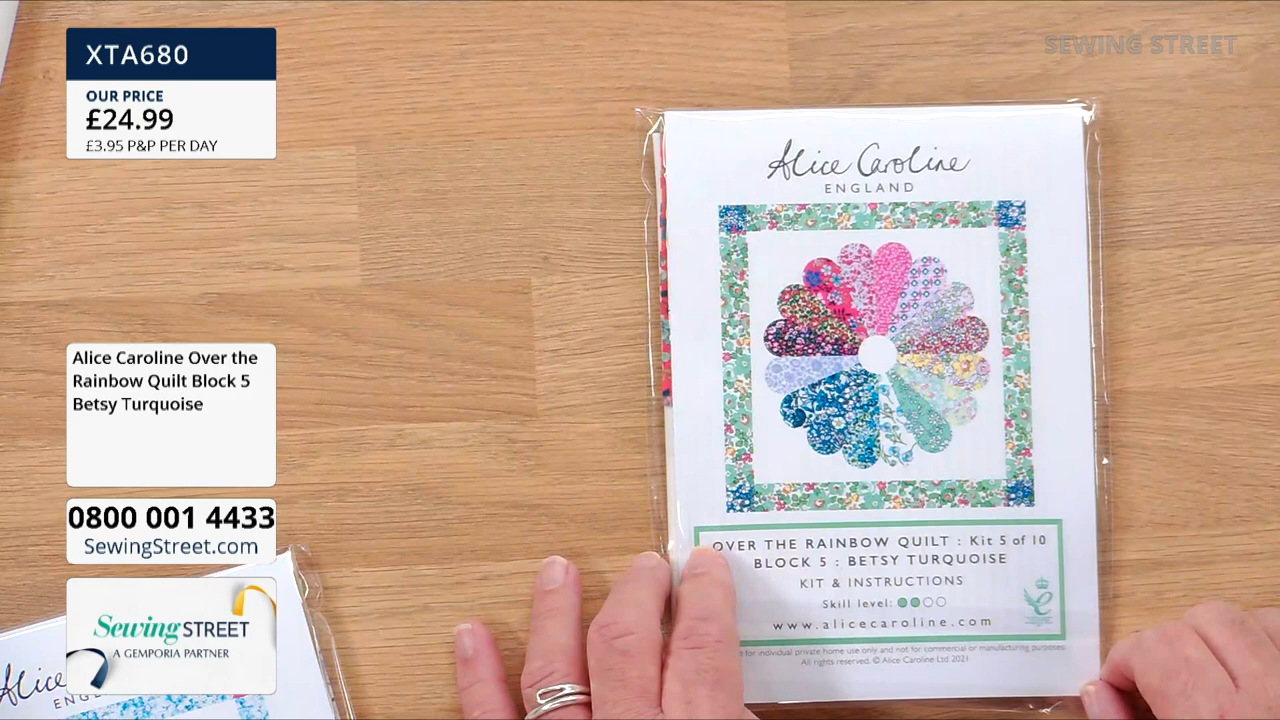 XTA680
OUR PRICE
£24.99
£3.95 P&P PER DAY
SEWING STREET
Alice Caroline
ENGLAND
Alice Caroline Over the
Rainbow Quilt Block 5
Betsy Turquoise
0800 001 4433
SewingStreet.com
Sewing STREET
A GEMPORIA PARTNER
OVER THE RAINBOW QUILT : Kit 5 of 10
BLOCK 5 : BETSY TURQUOISE
KIT & INSTRUCTIONS
Skill level:
www.alicecaroline.com
for individual private home use only and not for commercial or manufacturing purposes
All rights reserved. © Alice Caroline Ltd 2021
Alice
ENG